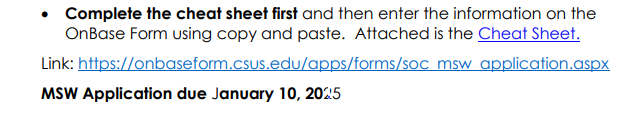 • Complete the cheat sheet first and then enter the information on the
OnBase Form using copy and paste. Attached is the Cheat Sheet.
Link: https://onbaseform.csus.edu/apps/forms/soc_msw_application.aspx
MSW Application due January 10, 2025